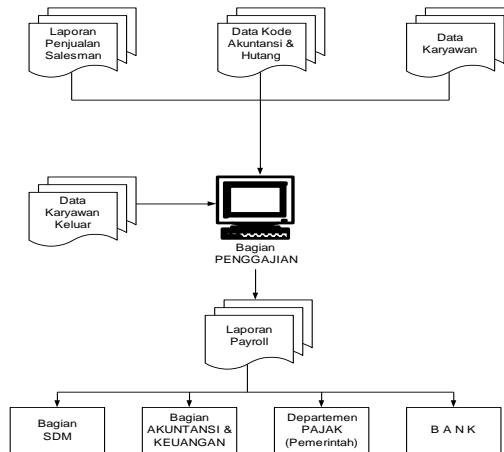 Laporan
Penjualan
Salesman
Data Kode
Akuntansi &
Hutang
Data
Karyawan
Data
Karyawan
Keluar
Bagian
PENGGAJIAN
Laporan
Payroll
Bagian
SDM
Bagian
AKUNTANSI &
KEUANGAN
Departemen
PAJAK
(Pemerintah)
B A N K